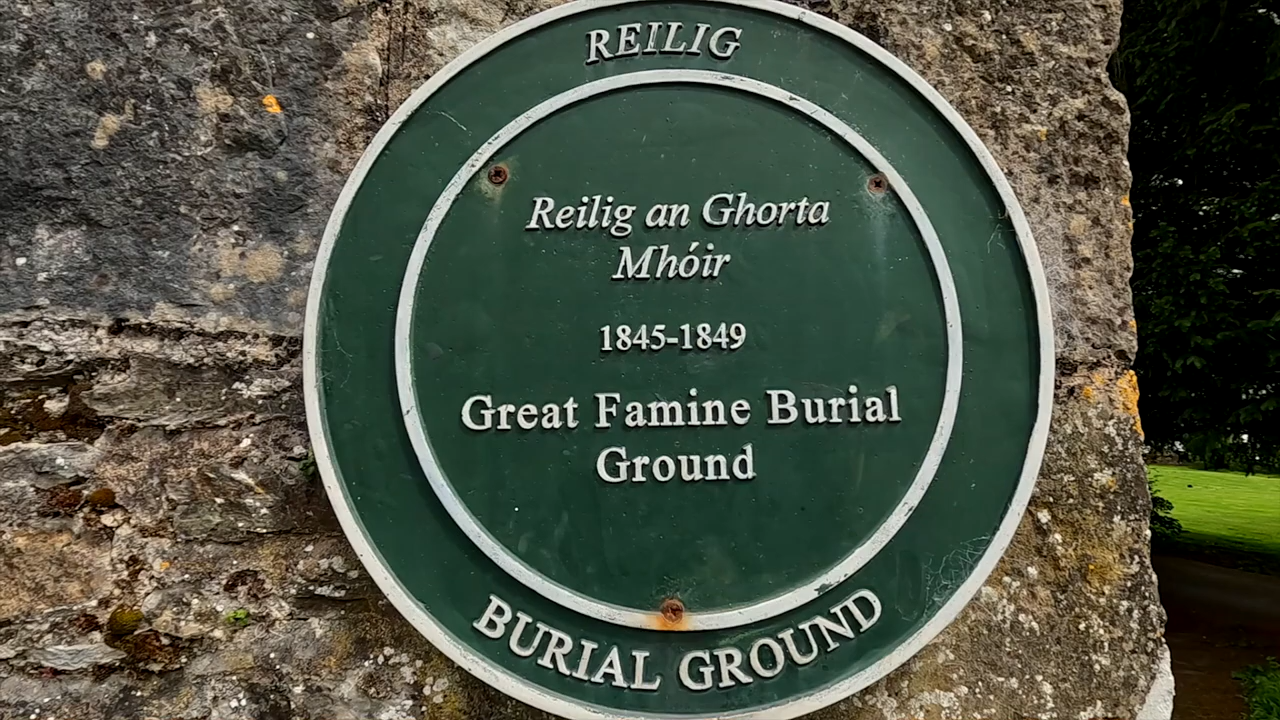 REILIG
Reilig an Ghorta
Mhóir
1845-1849
Great Famine Burial
Ground
BURIAL GROUND